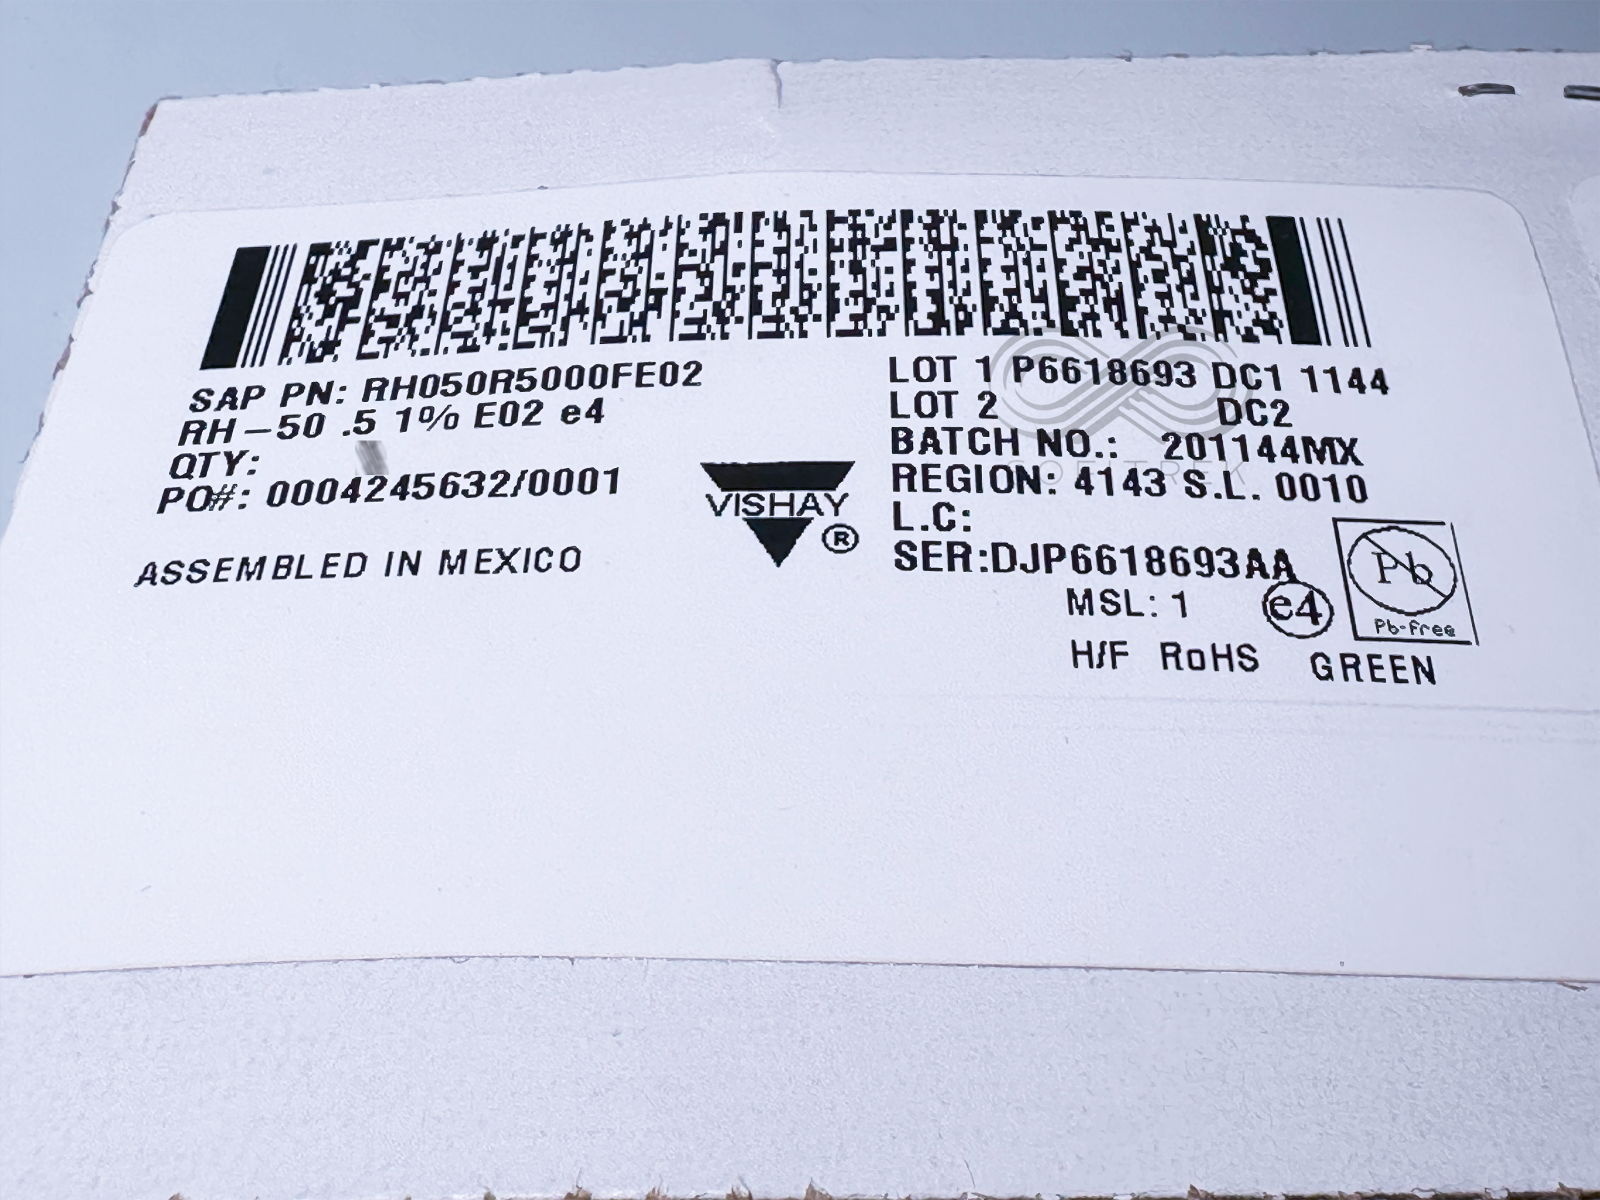 SAP PN: RH050R5000FE02
RH-50 .5 1% E02 e4
QTY:
PO#: 0004245632/0001
ASSEMBLED IN MEXICO
VISHAY
®
LOT 1 P6618693 DC1 1144
LOT 2 DC2
BATCH NO.: 201144MX
REGION: 4143 S.L. 0010
L.C:
SER:DJP6618693AA
MSL: 1
e4
Pb
Pb-free
H/F RoHS GREEN